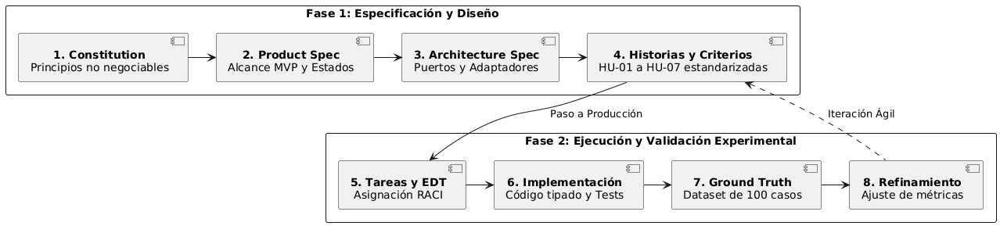 Fase 1: Especificación y Diseño
1. Constitution
Principios no negociables
2. Product Spec
Alcance MVP y Estados
3. Architecture Spec
Puertos y Adaptadores
4. Historias y Criterios
HU-01 a HU-07 estandarizadas
Paso a Producción
Iteración Ágil
Fase 2: Ejecución y Validación Experimental
5. Tareas y EDT
Asignación RACI
6. Implementación
Código tipado y Tests
7. Ground Truth
Dataset de 100 casos
8. Refinamiento
Ajuste de métricas